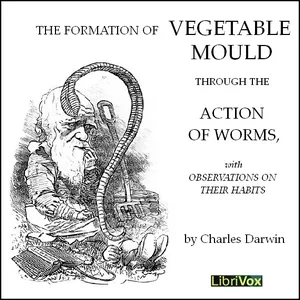 THE FORMATION OF VEGETABLE
MOULD
THROUGH THE
ACTION
OF WORMS,
with
OBSERVATIONS ON
THEIR HABITS
by Charles Darwin
LibriVox